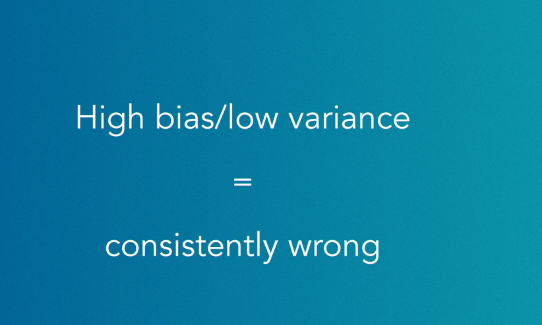 High bias/low variance
=
consistently wrong